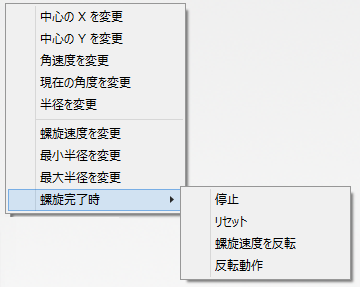 中心の X を変更
中心の Y を変更
角速度を変更
現在の角度を変更
半径を変更
螺旋速度を変更
最小半径を変更
最大半径を変更
螺旋完了時
停止
リセット
螺旋速度を反転
反転動作